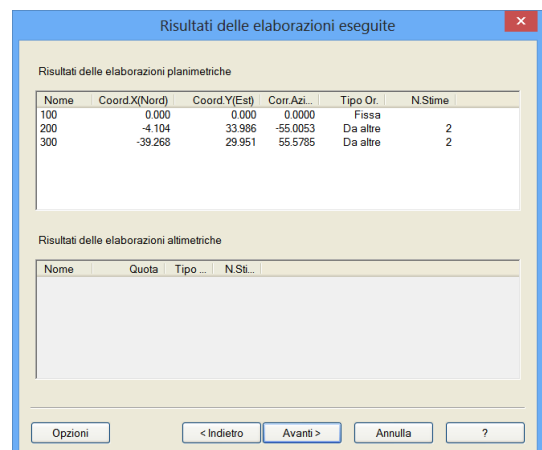 Risultati delle elaborazioni eseguite
Risultati delle elaborazioni planimetriche
Nome Coord.X(Nord) Coord.Y(Est) Corr.Azi... Tipo Or. N.Stime
100 0.000 0.000 0.0000 Fissa
200 -4.104 33.986 -55.0053 Da altre 2
300 -39.268 29.951 55.5785 Da altre 2
Risultati delle elaborazioni altimetriche
Nome Quota Tipo ... N.Sti...
Opzioni < Indietro Avanti > Annulla ?